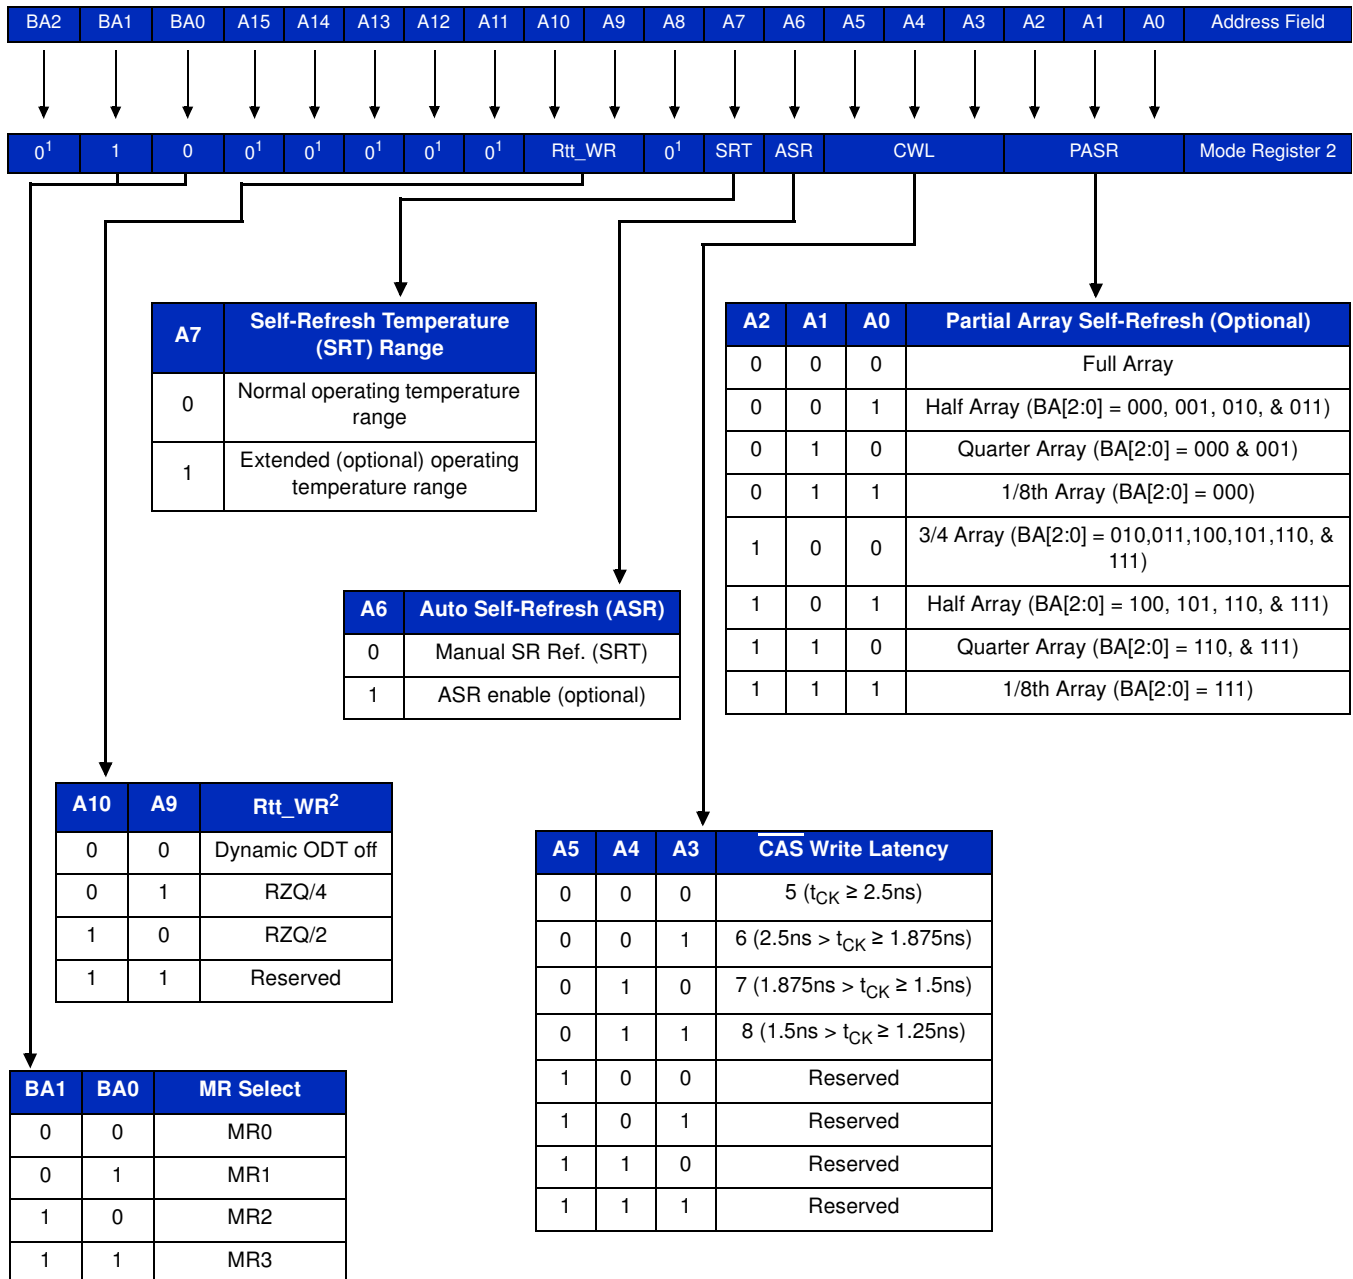 BA2 BA1 BA0 A15 A14 A13 A12 A11 A10 A9 A8 A7 A6 A5 A4 A3 A2 A1 A0 Address Field
0¹ 1 0 0¹ 0¹ 0¹ 0¹ 0¹ Rtt_WR 0¹ SRT ASR CWL PASR Mode Register 2
A7 Self-Refresh Temperature
(SRT) Range
0 Normal operating temperature
range
1 Extended (optional) operating
temperature range
A2 A1 A0 Partial Array Self-Refresh (Optional)
0 0 0 Full Array
0 0 1 Half Array (BA[2:0] = 000, 001, 010, & 011)
0 1 0 Quarter Array (BA[2:0] = 000 & 001)
0 1 1 1/8th Array (BA[2:0] = 000)
1 0 0 3/4 Array (BA[2:0] = 010,011,100,101,110, &
111)
1 0 1 Half Array (BA[2:0] = 100, 101, 110, & 111)
1 1 0 Quarter Array (BA[2:0] = 110, & 111)
1 1 1 1/8th Array (BA[2:0] = 111)
A6 Auto Self-Refresh (ASR)
0 Manual SR Ref. (SRT)
1 ASR enable (optional)
A10 A9 Rtt_WR²
0 0 Dynamic ODT off
0 1 RZQ/4
1 0 RZQ/2
1 1 Reserved
A5 A4 A3 C̅A̅S̅ Write Latency
0 0 0 5 (tCK ≥ 2.5ns)
0 0 1 6 (2.5ns > tCK ≥ 1.875ns)
0 1 0 7 (1.875ns > tCK ≥ 1.5ns)
0 1 1 8 (1.5ns > tCK ≥ 1.25ns)
1 0 0 Reserved
1 0 1 Reserved
1 1 0 Reserved
1 1 1 Reserved
BA1 BA0 MR Select
0 0 MR0
0 1 MR1
1 0 MR2
1 1 MR3